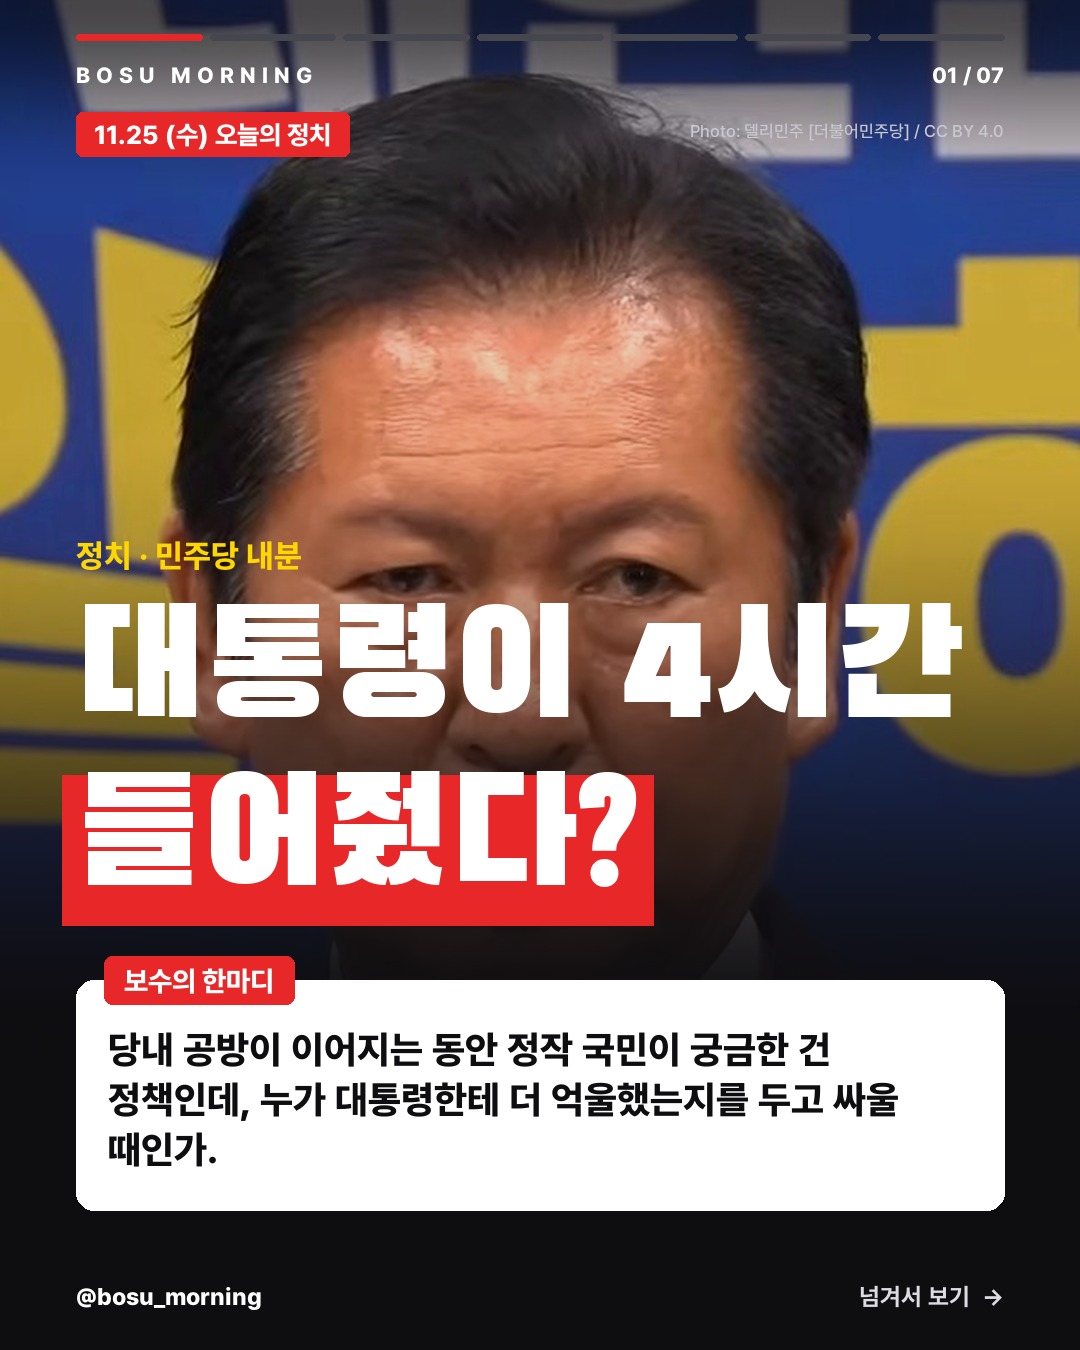 BOSU MORNING
01 / 07
11.25 (수) 오늘의 정치
Photo: 델리민주 [더불어민주당] / CC BY 4.0
정치 · 민주당 내분
대통령이 4시간
들어줬다?
보수의 한마디
당내 공방이 이어지는 동안 정작 국민이 궁금한 건
정책인데, 누가 대통령한테 더 억울했는지를 두고 싸울
때인가.
@bosu_morning
넘겨서 보기 →